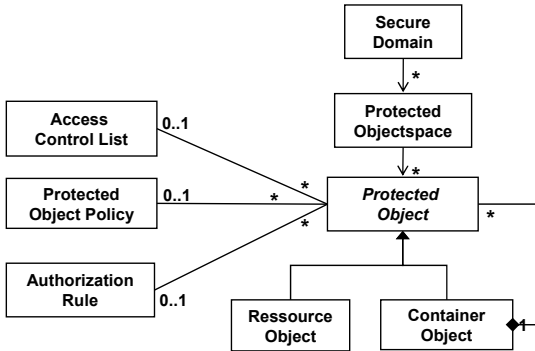 Secure
Domain
*
Protected
Objectspace
*
Access
Control List
0..1
*
Protected
Object Policy
0..1
*
Protected
Object
*
Authorization
Rule
0..1
*
Ressource
Object
Container
Object
1